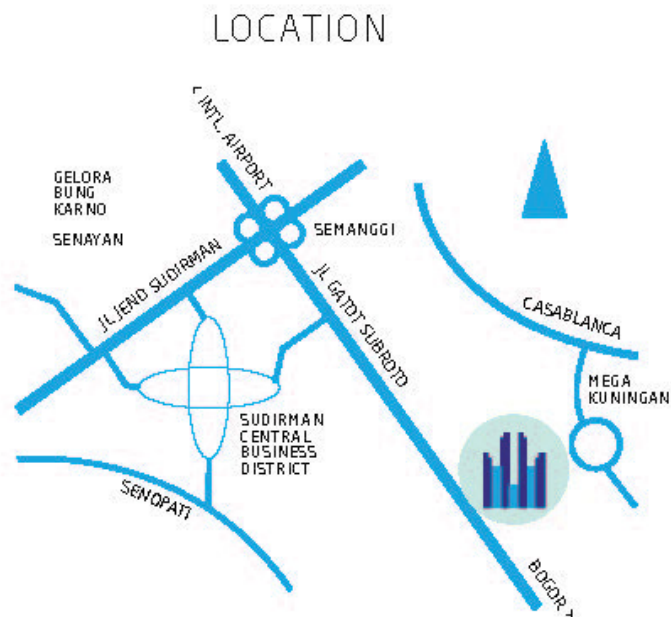 LOCATION
< INTL. AIRPORT
GELORA
BUNG
KARNO
SENAYAN
SEMANGGI
JL JEND SUDIRMAN
JL GATOT SUBROTO
CASABLANCA
MEGA
KUNINGAN
SUDIRMAN
CENTRAL
BUSINESS
DISTRICT
SENOPATI
BOGOR >